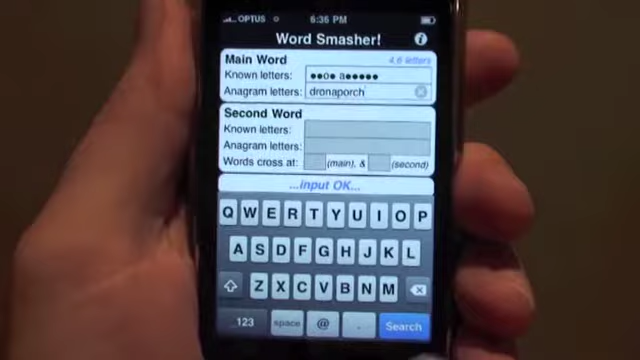 OPTUS 6:36 PM
Word Smasher!
Main Word 4,6 letters
Known letters: ●●o● a●●●●●
Anagram letters: dronaporch
Second Word
Known letters:
Anagram letters:
Words cross at: (main), & (second)
...input OK...
Q W E R T Y U I O P
A S D F G H J K L
Z X C V B N M
.123 space @ . Search